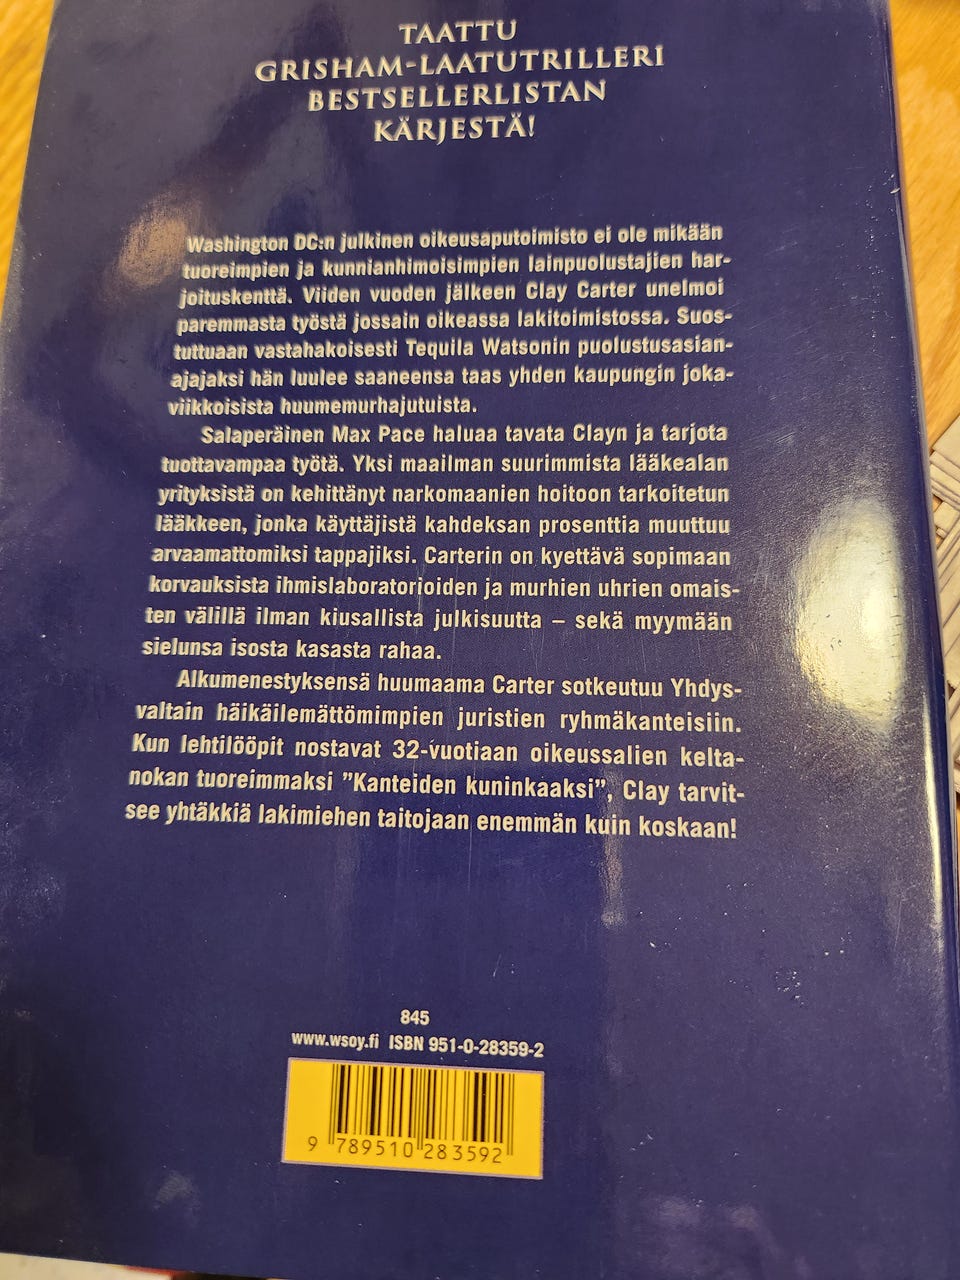 TAATTU
GRISHAM-LAATUTRILLERI
BESTSELLERLISTAN
KÄRJESTÄ!
Washington DC:n julkinen oikeusaputoimisto ei ole mikään
tuoreimpien ja kunnianhimoisimpien lainpuolustajien har-
joituskenttä. Viiden vuoden jälkeen Clay Carter unelmoi
paremmasta työstä jossain oikeassa lakitoimistossa. Suos-
tuttuaan vastahakoisesti Tequila Watsonin puolustusasian-
ajajaksi hän luulee saaneensa taas yhden kaupungin joka-
viikkoisista huumemurhajutuista.
Salaperäinen Max Pace haluaa tavata Clayn ja tarjota
tuottavampaa työtä. Yksi maailman suurimmista lääkealan
yrityksistä on kehittänyt narkomaanien hoitoon tarkoitetun
lääkkeen, jonka käyttäjistä kahdeksan prosenttia muuttuu
arvaamattomiksi tappajiksi. Carterin on kyettävä sopimaan
korvauksista ihmislaboratorioiden ja murhien uhrien omais-
ten välillä ilman kiusallista julkisuutta – sekä myymään
sielunsa isosta kasasta rahaa.
Alkumenestyksensä huumaama Carter sotkeutuu Yhdys-
valtain häikäilemättömimpien juristien ryhmäkanteisiin.
Kun lehtilööpit nostavat 32-vuotiaan oikeussalien kelta-
nokan tuoreimmaksi ”Kanteiden kuninkaaksi”, Clay tarvit-
see yhtäkkiä lakimiehen taitojaan enemmän kuin koskaan!
845
www.wsoy.fi ISBN 951-0-28359-2
9 789510 283592